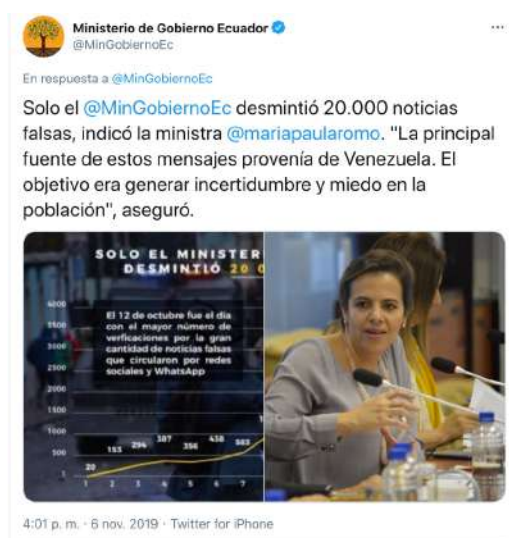 Ministerio de Gobierno Ecuador
@MinGobiernoEc
En respuesta a @MinGobiernoEc
Solo el @MinGobiernoEc desmintió 20.000 noticias
falsas, indicó la ministra @mariapaularomo. "La principal
fuente de estos mensajes provenía de Venezuela. El
objetivo era generar incertidumbre y miedo en la
población", aseguró.
SOLO EL MINISTER
DESMINTIÓ 20 0
El 12 de octubre fue el día
con el mayor número de
verficaciones por la gran
cantidad de noticias falsas
que circularon por redes
sociales y WhatsApp
4000
3500
3000
2500
2000
1500
1000
500
1
20 153 294 387 356 438 503
1 2 3 4 5 6 7
4:01 p. m. · 6 nov. 2019 · Twitter for iPhone